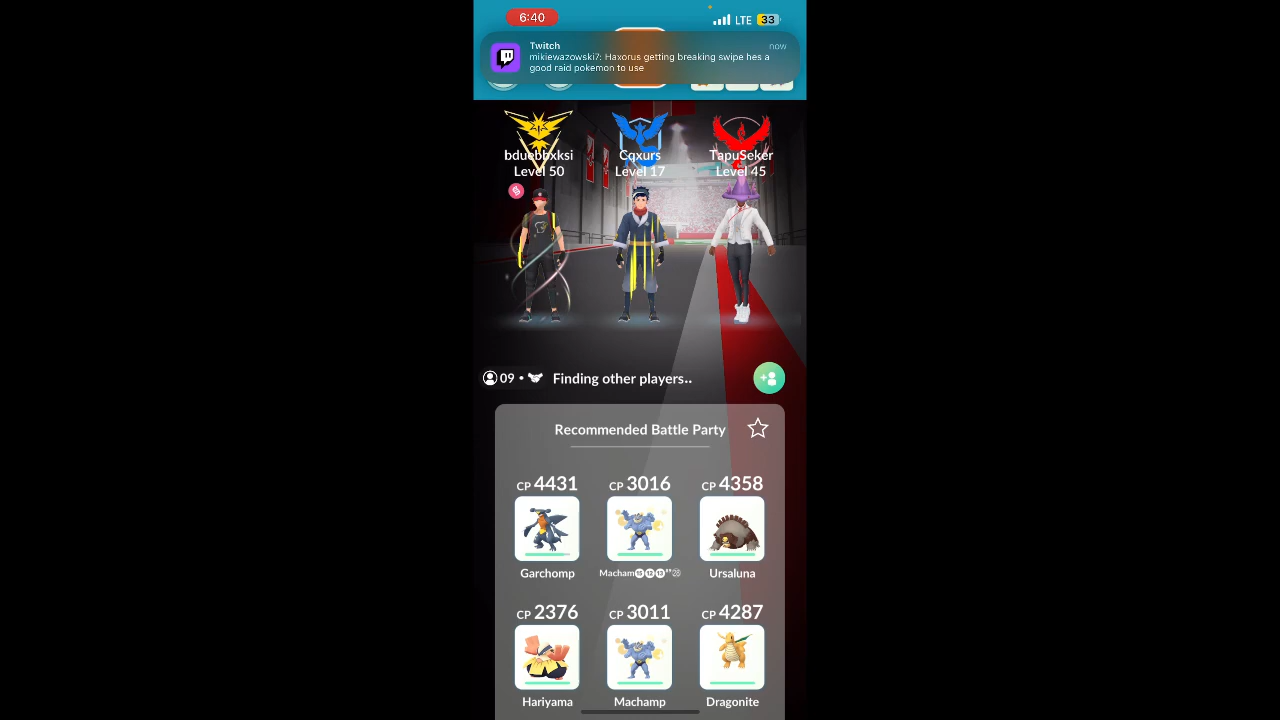 6:40
LTE 33
Twitch
now
mikiewazowski7: Haxorus getting breaking swipe hes a
good raid pokemon to use
bduebbxksi
Level 50
Cqxurs
Level 17
TapuSeker
Level 45
09 • Finding other players..
Recommended Battle Party
CP 4431
CP 3016
CP 4358
Garchomp
Macham
Ursaluna
CP 2376
CP 3011
CP 4287
Hariyama
Machamp
Dragonite